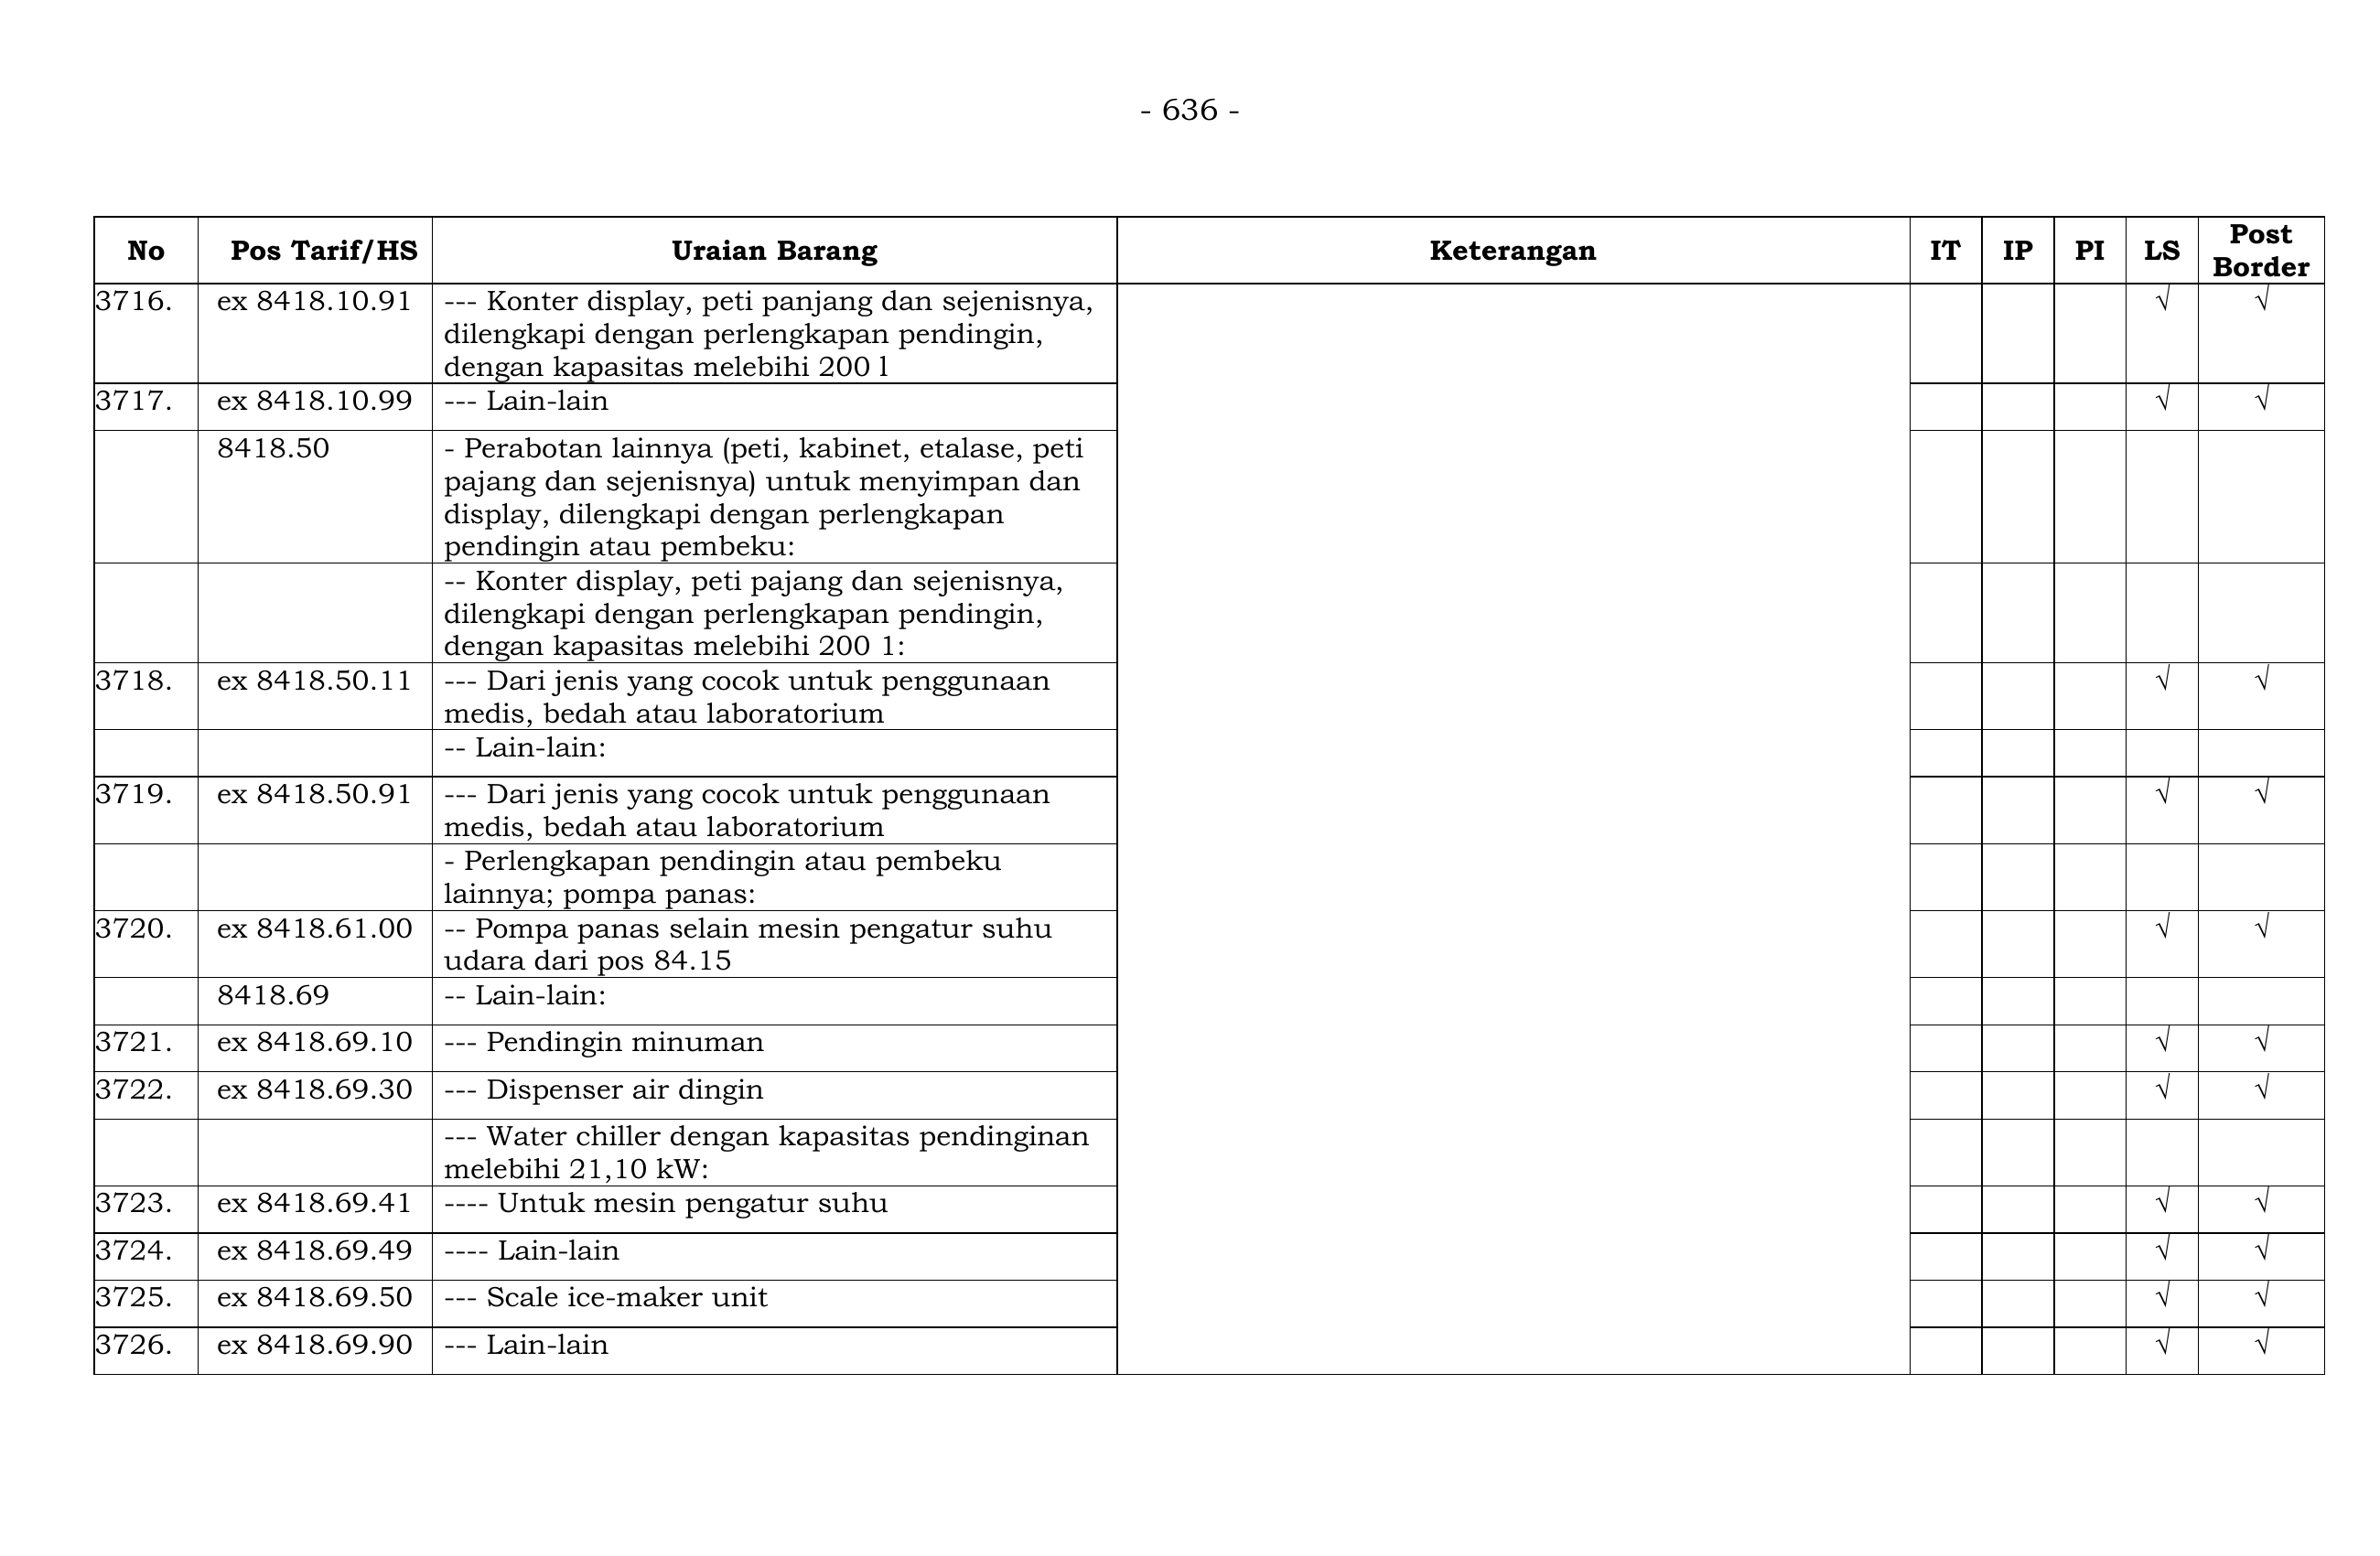 - 636 -
No Pos Tarif/HS Uraian Barang Keterangan IT IP PI LS Post Border
3716. ex 8418.10.91 --- Konter display, peti panjang dan sejenisnya, √ √
dilengkapi dengan perlengkapan pendingin,
dengan kapasitas melebihi 200 l
3717. ex 8418.10.99 --- Lain-lain √ √
8418.50 - Perabotan lainnya (peti, kabinet, etalase, peti
pajang dan sejenisnya) untuk menyimpan dan
display, dilengkapi dengan perlengkapan
pendingin atau pembeku:
-- Konter display, peti pajang dan sejenisnya,
dilengkapi dengan perlengkapan pendingin,
dengan kapasitas melebihi 200 1:
3718. ex 8418.50.11 --- Dari jenis yang cocok untuk penggunaan √ √
medis, bedah atau laboratorium
-- Lain-lain:
3719. ex 8418.50.91 --- Dari jenis yang cocok untuk penggunaan √ √
medis, bedah atau laboratorium
- Perlengkapan pendingin atau pembeku
lainnya; pompa panas:
3720. ex 8418.61.00 -- Pompa panas selain mesin pengatur suhu √ √
udara dari pos 84.15
8418.69 -- Lain-lain:
3721. ex 8418.69.10 --- Pendingin minuman √ √
3722. ex 8418.69.30 --- Dispenser air dingin √ √
--- Water chiller dengan kapasitas pendinginan
melebihi 21,10 kW:
3723. ex 8418.69.41 ---- Untuk mesin pengatur suhu √ √
3724. ex 8418.69.49 ---- Lain-lain √ √
3725. ex 8418.69.50 --- Scale ice-maker unit √ √
3726. ex 8418.69.90 --- Lain-lain √ √